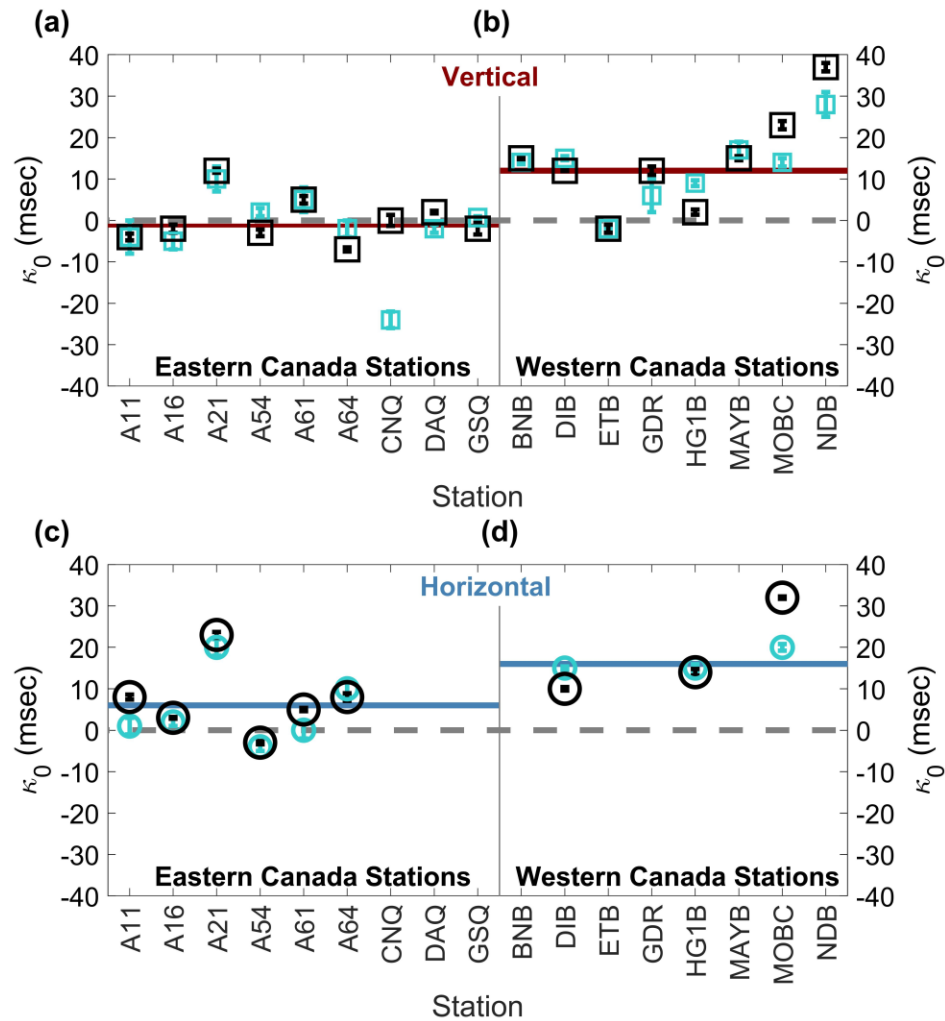 (a)
(b)
Vertical
40 40
30 30
20 20
10 10
0 0
-10 -10
-20 -20
-30 -30
-40 -40
κ0 (msec)
κ0 (msec)
Eastern Canada Stations
Western Canada Stations
A11 A16 A21 A54 A61 A64 CNQ DAQ GSQ BNB DIB ETB GDR HG1B MAYB MOBC NDB
Station
(c)
(d)
Horizontal
40 40
30 30
20 20
10 10
0 0
-10 -10
-20 -20
-30 -30
-40 -40
κ0 (msec)
κ0 (msec)
Eastern Canada Stations
Western Canada Stations
A11 A16 A21 A54 A61 A64 CNQ DAQ GSQ BNB DIB ETB GDR HG1B MAYB MOBC NDB
Station